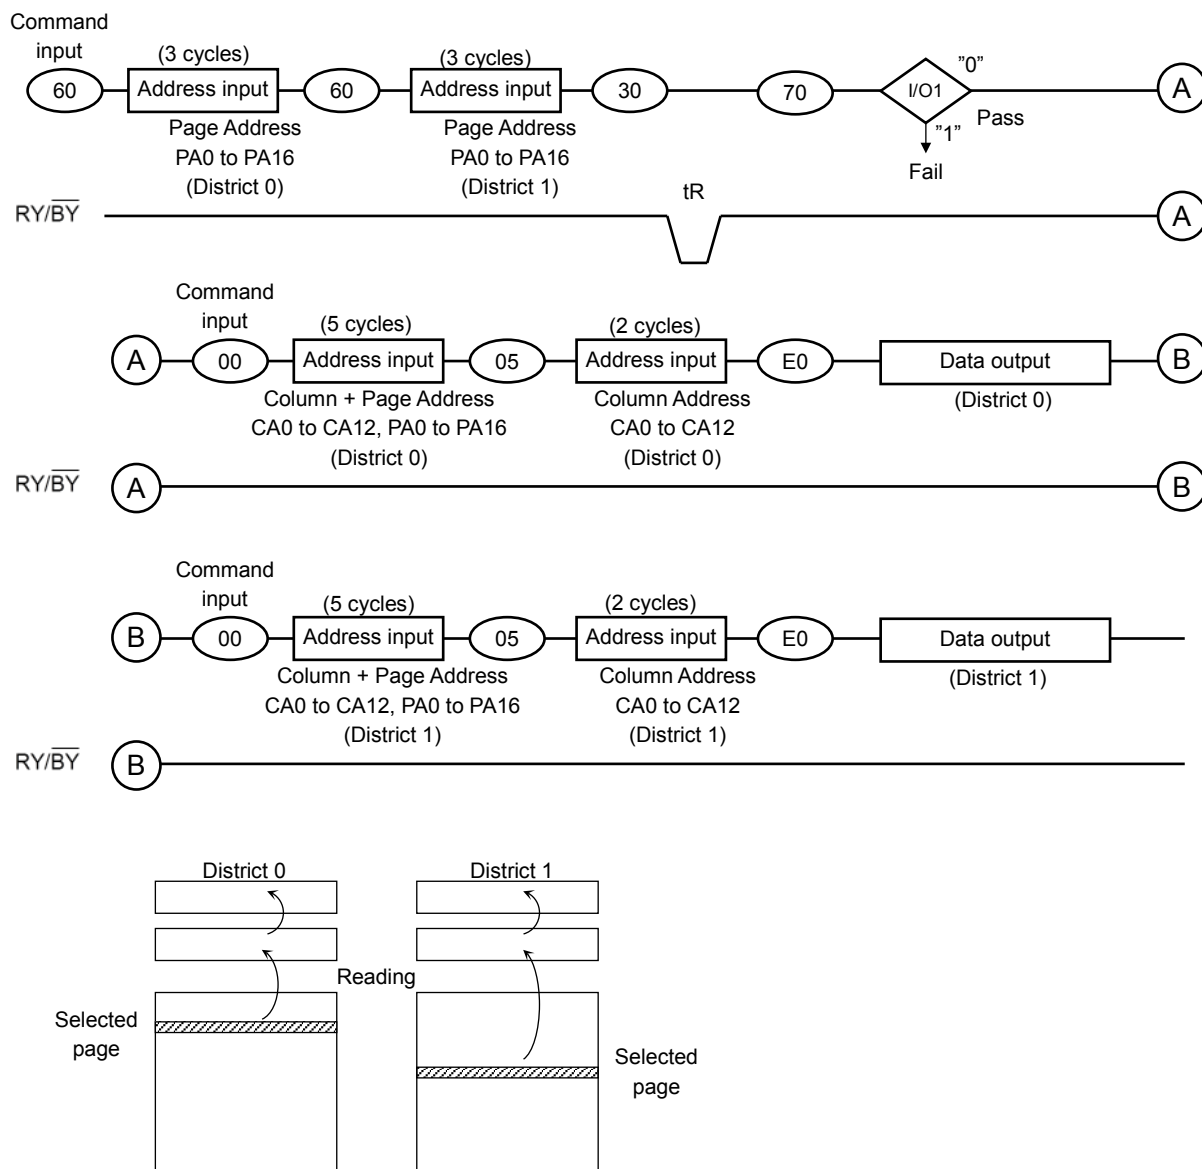 Command
input
(3 cycles)
(3 cycles)
60 Address input 60 Address input 30 70 I/O1 ”0” A
Pass
”1”
Fail
Page Address
PA0 to PA16
(District 0)
Page Address
PA0 to PA16
(District 1)
tR
RY/BY A
Command
input
(5 cycles)
(2 cycles)
A 00 Address input 05 Address input E0 Data output B
Column + Page Address
CA0 to CA12, PA0 to PA16
(District 0)
Column Address
CA0 to CA12
(District 0)
(District 0)
RY/BY A B
Command
input
(5 cycles)
(2 cycles)
B 00 Address input 05 Address input E0 Data output
Column + Page Address
CA0 to CA12, PA0 to PA16
(District 1)
Column Address
CA0 to CA12
(District 1)
(District 1)
RY/BY B
District 0
District 1
Reading
Selected
page
Selected
page